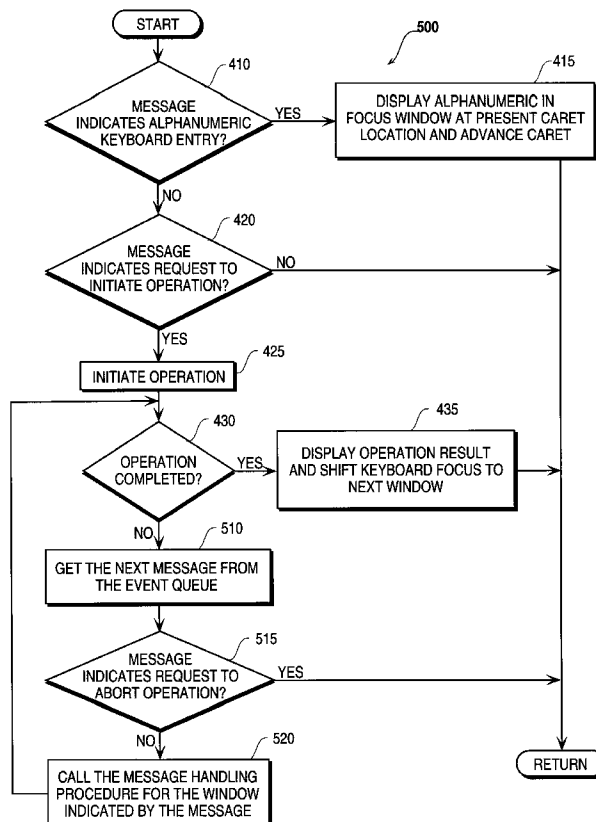 START
500
410
MESSAGE
INDICATES ALPHANUMERIC
KEYBOARD ENTRY?
YES
415
DISPLAY ALPHANUMERIC IN
FOCUS WINDOW AT PRESENT CARET
LOCATION AND ADVANCE CARET
NO
420
MESSAGE
INDICATES REQUEST TO
INITIATE OPERATION?
NO
YES
425
INITIATE OPERATION
430
OPERATION
COMPLETED?
YES
435
DISPLAY OPERATION RESULT
AND SHIFT KEYBOARD FOCUS TO
NEXT WINDOW
NO
510
GET THE NEXT MESSAGE FROM
THE EVENT QUEUE
515
MESSAGE
INDICATES REQUEST TO
ABORT OPERATION?
YES
NO
520
CALL THE MESSAGE HANDLING
PROCEDURE FOR THE WINDOW
INDICATED BY THE MESSAGE
RETURN